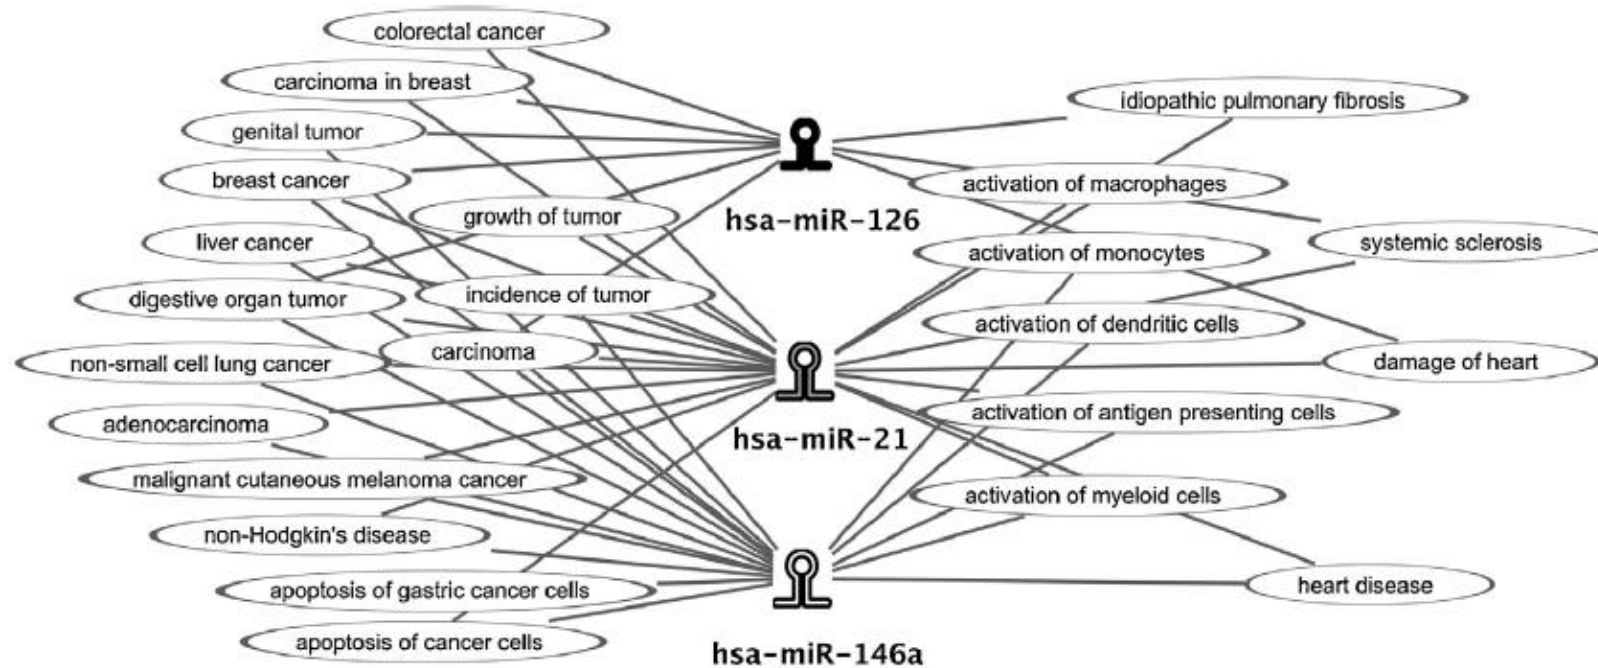 colorectal cancer
carcinoma in breast
genital tumor
breast cancer
growth of tumor
liver cancer
incidence of tumor
digestive organ tumor
carcinoma
non-small cell lung cancer
adenocarcinoma
malignant cutaneous melanoma cancer
non-Hodgkin's disease
apoptosis of gastric cancer cells
apoptosis of cancer cells
hsa-miR-126
hsa-miR-21
hsa-miR-146a
idiopathic pulmonary fibrosis
activation of macrophages
systemic sclerosis
activation of monocytes
activation of dendritic cells
damage of heart
activation of antigen presenting cells
activation of myeloid cells
heart disease